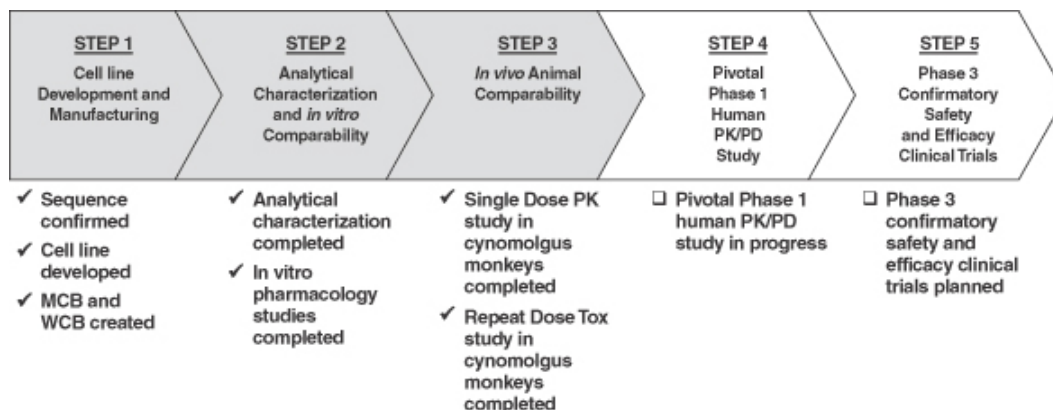 STEP 1
Cell line
Development and
Manufacturing
STEP 2
Analytical
Characterization
and in vitro
Comparability
STEP 3
In vivo Animal
Comparability
STEP 4
Pivotal
Phase 1
Human
PK/PD
Study
STEP 5
Phase 3
Confirmatory
Safety
and Efficacy
Clinical Trials
✓ Sequence
confirmed
✓ Cell line
developed
✓ MCB and
WCB created
✓ Analytical
characterization
completed
✓ In vitro
pharmacology
studies
completed
✓ Single Dose PK
study in
cynomolgus
monkeys
completed
✓ Repeat Dose Tox
study in
cynomolgus
monkeys
completed
❑ Pivotal Phase 1
human PK/PD
study in progress
❑ Phase 3
confirmatory
safety and
efficacy clinical
trials planned